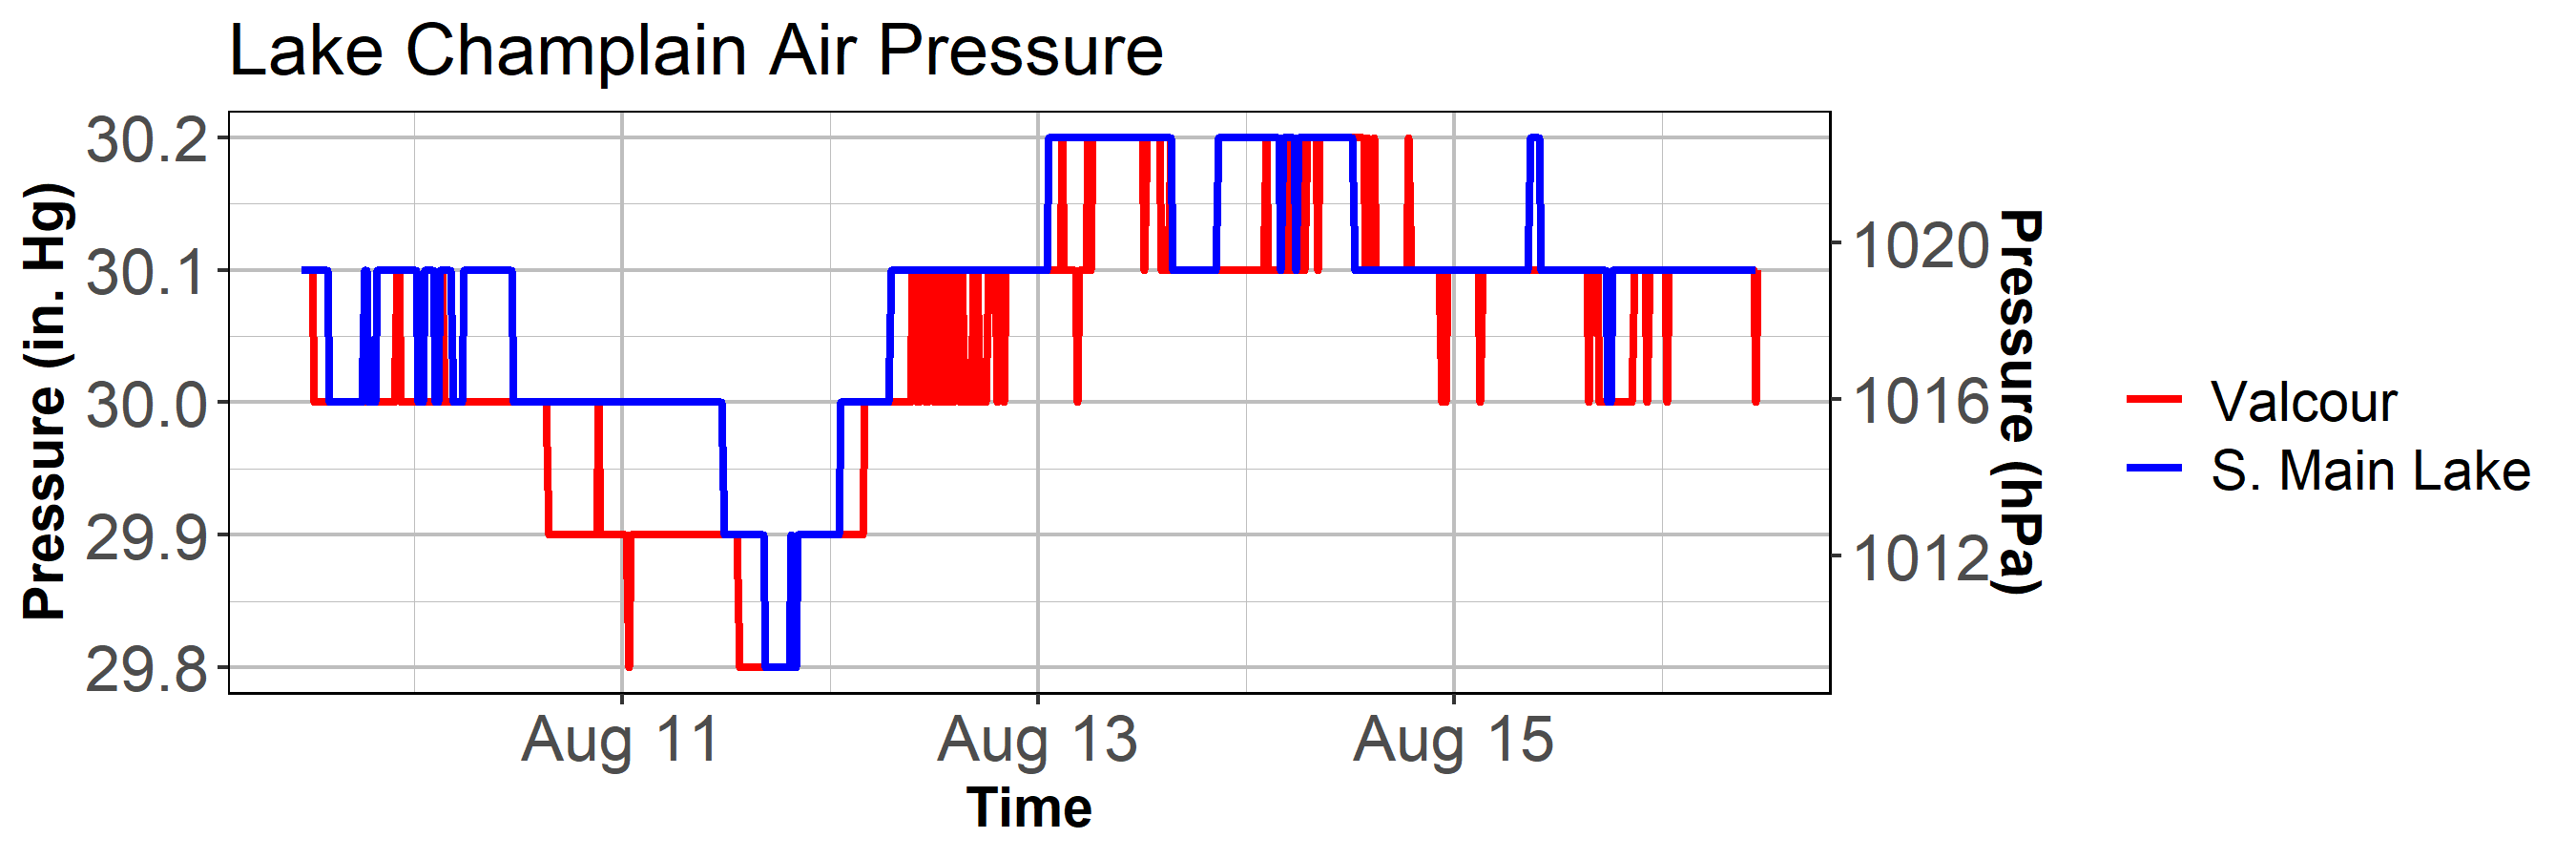 Lake Champlain Air Pressure
Pressure (in. Hg)
30.2
30.1
30.0
29.9
29.8
1020
1016
1012
Pressure (hPa)
Valcour
S. Main Lake
Aug 11
Aug 13
Aug 15
Time